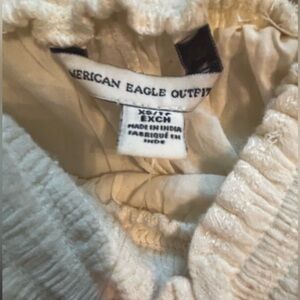 MERICAN EAGLE OUTFIT
XS/TP
EXCH
MADE IN INDIA
FABRIQUÉ EN
INDE